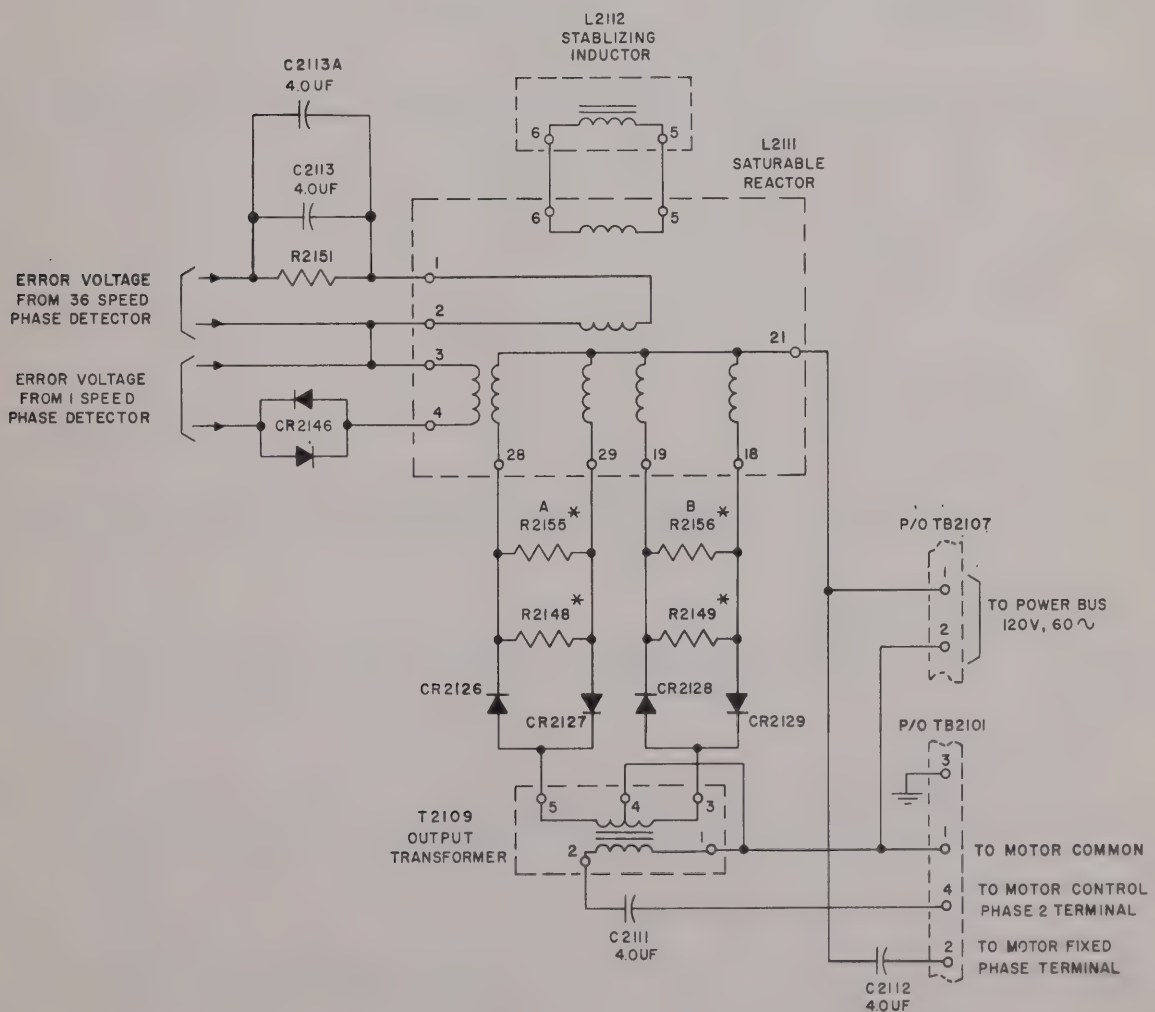 L2112
STABLIZING
INDUCTOR
C2113A
4.0UF
6
5
L2111
SATURABLE
REACTOR
C2113
4.0UF
6
5
R2151
1
ERROR VOLTAGE
FROM 36 SPEED
PHASE DETECTOR
2
21
3
ERROR VOLTAGE
FROM 1 SPEED
PHASE DETECTOR
CR2146
4
28
29
19
18
A
R2155 *
B
R2156 *
P/O TB2107
R2148 *
R2149 *
1
2
TO POWER BUS
120V, 60∿
CR2126
CR2127
CR2128
CR2129
P/O TB2101
3
5
4
3
T2109
OUTPUT
TRANSFORMER
2
1
1
TO MOTOR COMMON
4
TO MOTOR CONTROL
PHASE 2 TERMINAL
C2111
4.0UF
2
TO MOTOR FIXED
PHASE TERMINAL
C2112
4.0UF